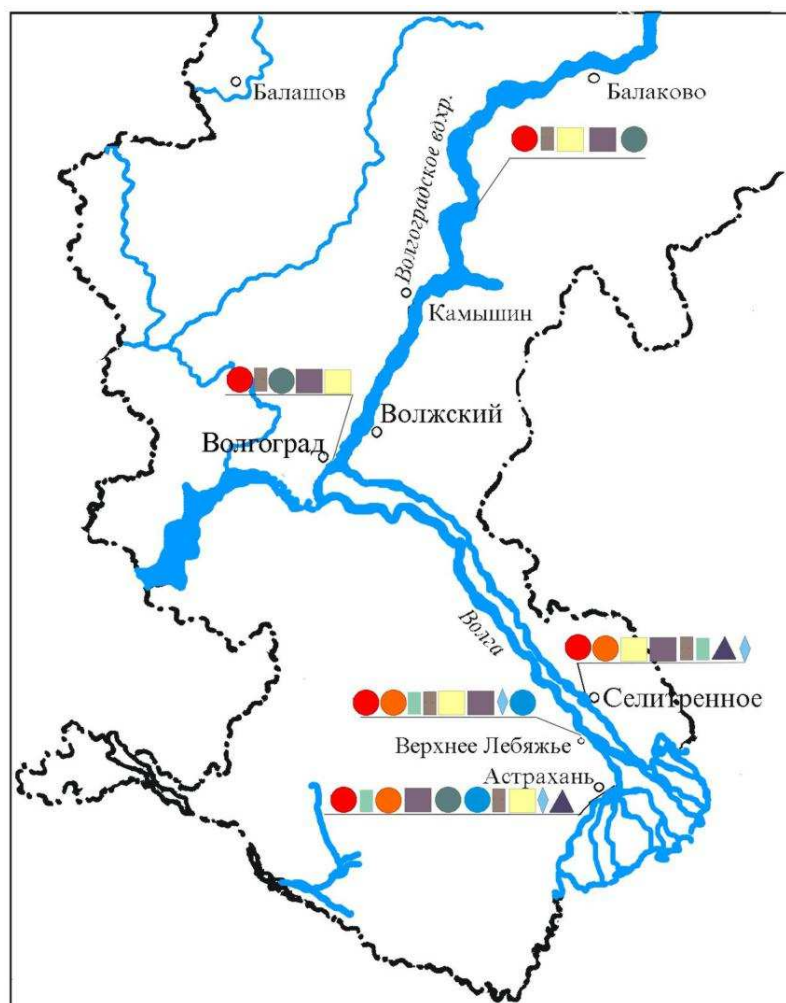 Балашов
Балаково
Волгоградское вдхр.
Камышин
Волжский
Волгоград
Волга
Селитренное
Верхнее Лебяжье
Астрахань